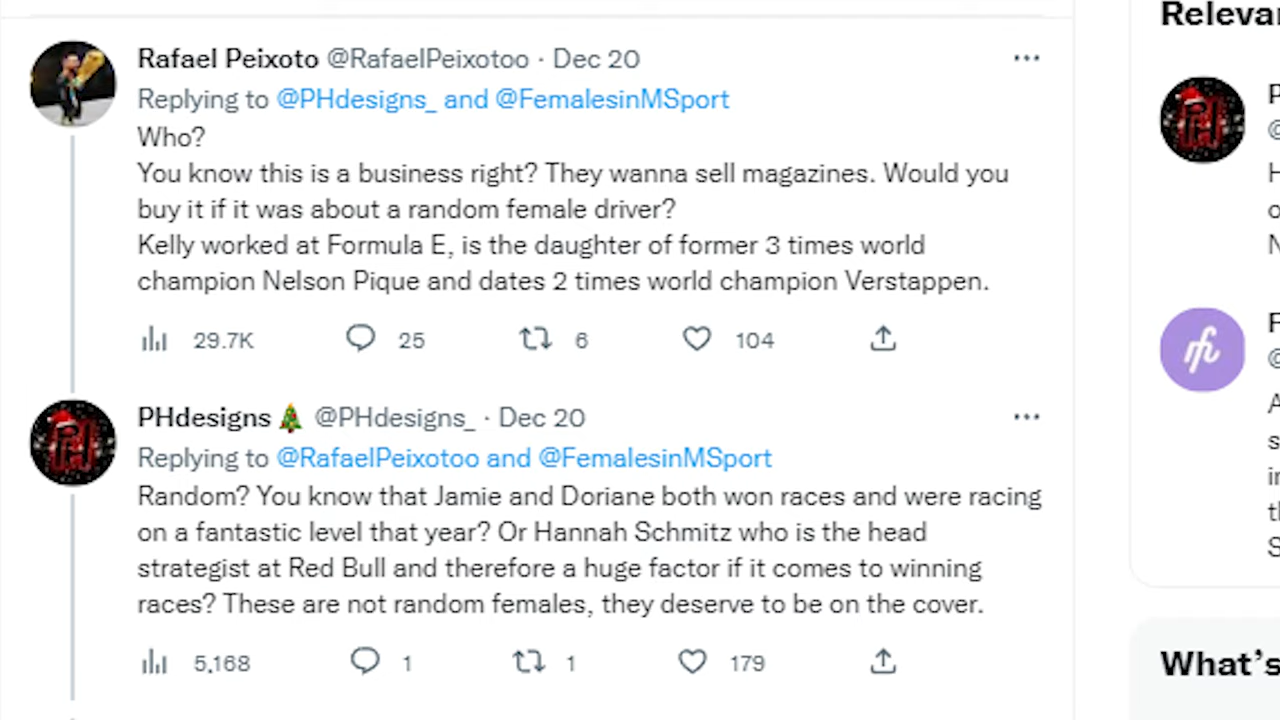 Rafael Peixoto @RafaelPeixotoo · Dec 20
Replying to @PHdesigns_ and @FemalesinMSport
Who?
You know this is a business right? They wanna sell magazines. Would you
buy it if it was about a random female driver?
Kelly worked at Formula E, is the daughter of former 3 times world
champion Nelson Pique and dates 2 times world champion Verstappen.
29.7K 25 6 104
PHdesigns 🎄 @PHdesigns_ · Dec 20
Replying to @RafaelPeixotoo and @FemalesinMSport
Random? You know that Jamie and Doriane both won races and were racing
on a fantastic level that year? Or Hannah Schmitz who is the head
strategist at Red Bull and therefore a huge factor if it comes to winning
races? These are not random females, they deserve to be on the cover.
5,168 1 1 179
PH
What's